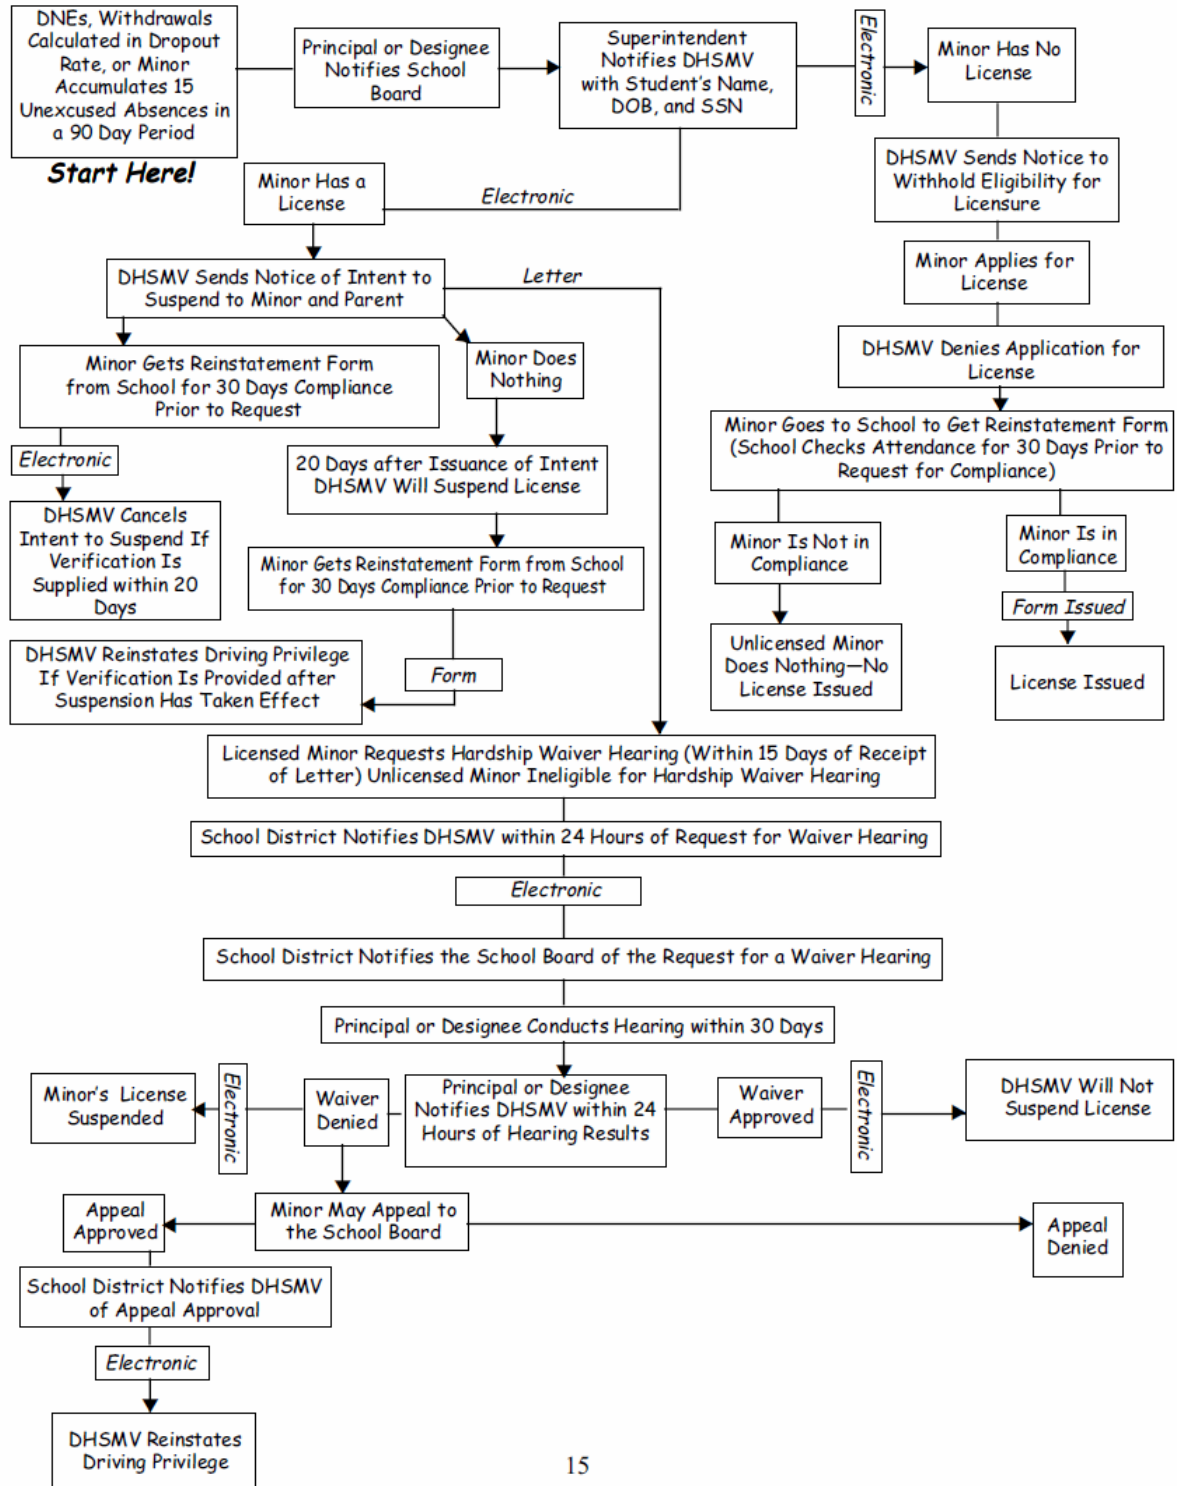 DNEs, Withdrawals
Calculated in Dropout
Rate, or Minor
Accumulates 15
Unexcused Absences in
a 90 Day Period
Start Here!
Principal or Designee
Notifies School
Board
Superintendent
Notifies DHSMV
with Student's Name,
DOB, and SSN
Electronic
Minor Has No
License
DHSMV Sends Notice to
Withhold Eligibility for
Licensure
Minor Applies for
License
DHSMV Denies Application for
License
Minor Goes to School to Get Reinstatement Form
(School Checks Attendance for 30 Days Prior to
Request for Compliance)
Minor Is Not in
Compliance
Unlicensed Minor
Does Nothing—No
License Issued
Minor Is in
Compliance
Form Issued
License Issued
Electronic
Minor Has a
License
DHSMV Sends Notice of Intent to
Suspend to Minor and Parent
Letter
Minor Gets Reinstatement Form
from School for 30 Days Compliance
Prior to Request
Electronic
DHSMV Cancels
Intent to Suspend If
Verification Is
Supplied within 20
Days
Minor Does
Nothing
20 Days after Issuance of Intent
DHSMV Will Suspend License
Minor Gets Reinstatement Form from School
for 30 Days Compliance Prior to Request
Form
DHSMV Reinstates Driving Privilege
If Verification Is Provided after
Suspension Has Taken Effect
Licensed Minor Requests Hardship Waiver Hearing (Within 15 Days of Receipt
of Letter) Unlicensed Minor Ineligible for Hardship Waiver Hearing
School District Notifies DHSMV within 24 Hours of Request for Waiver Hearing
Electronic
School District Notifies the School Board of the Request for a Waiver Hearing
Principal or Designee Conducts Hearing within 30 Days
Principal or Designee
Notifies DHSMV within 24
Hours of Hearing Results
Waiver
Denied
Electronic
Minor's License
Suspended
Waiver
Approved
Electronic
DHSMV Will Not
Suspend License
Minor May Appeal to
the School Board
Appeal
Approved
Appeal
Denied
School District Notifies DHSMV
of Appeal Approval
Electronic
DHSMV Reinstates
Driving Privilege
15